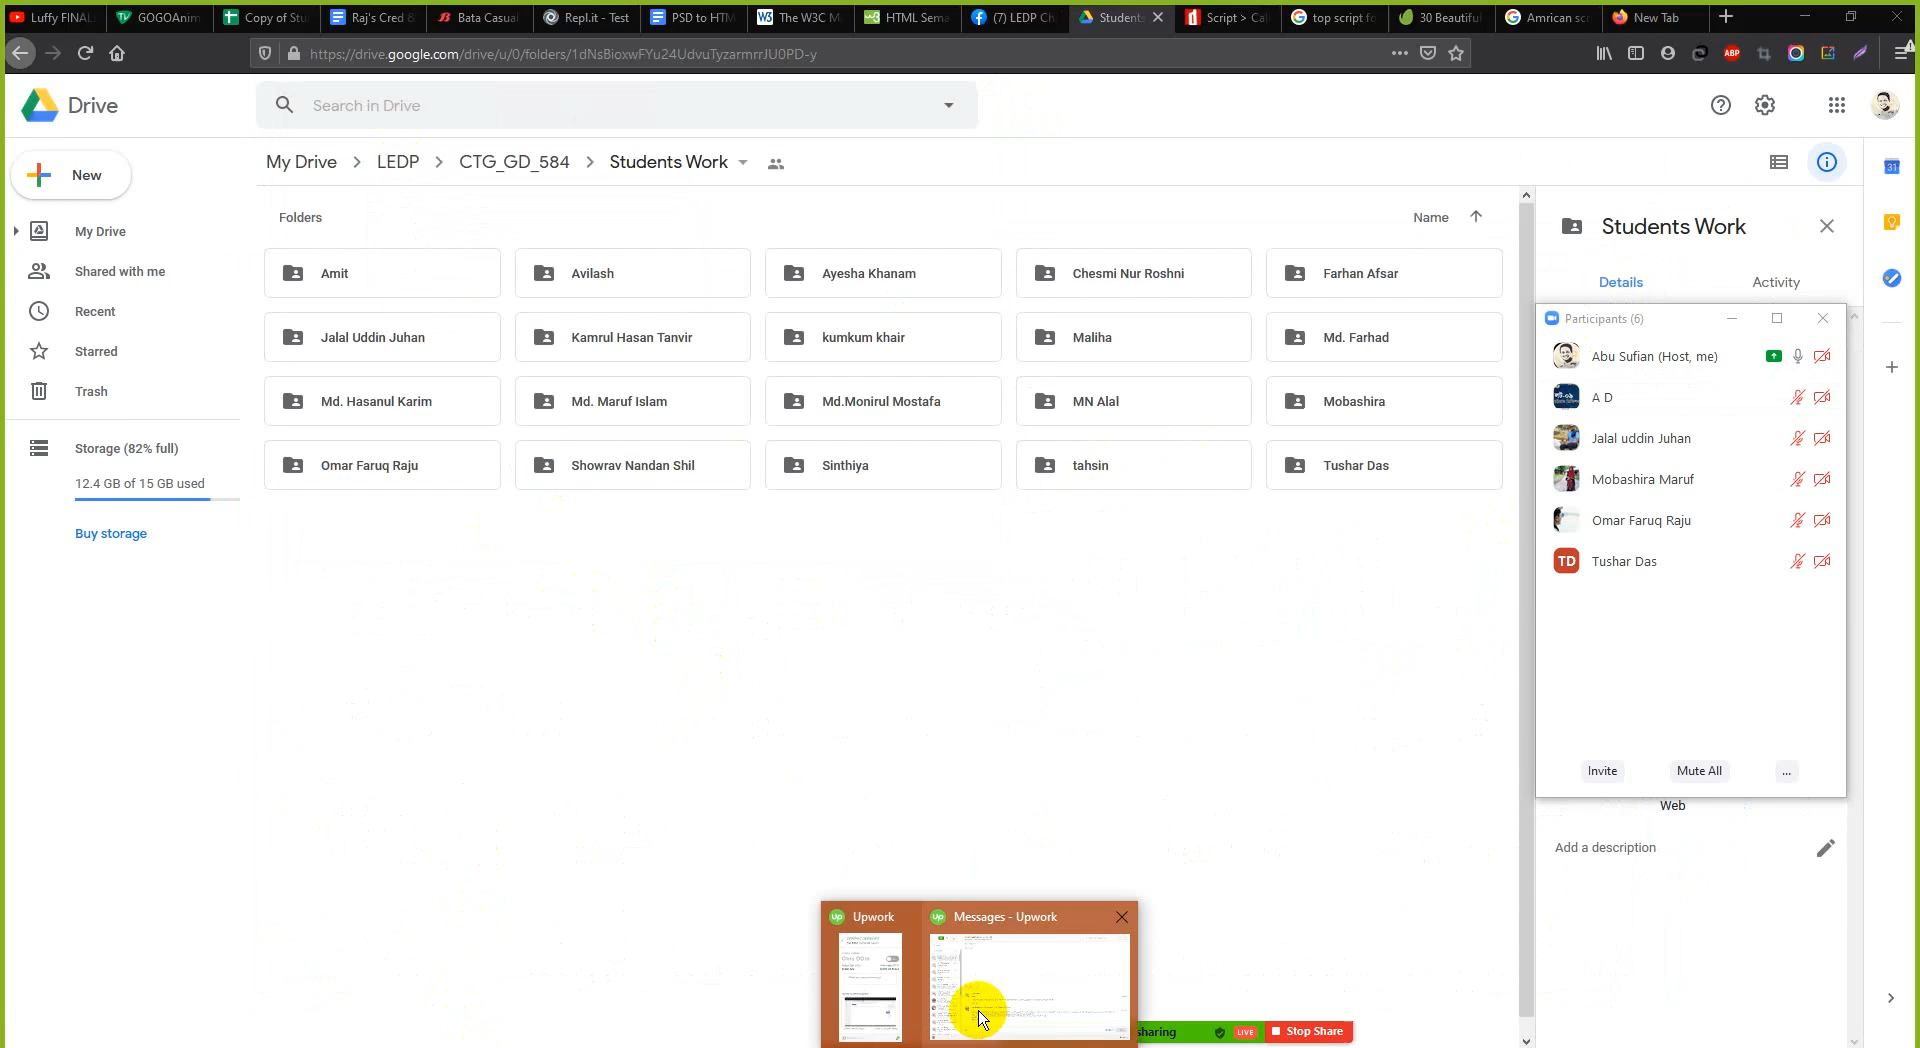 Luffy FINAL
GOGOAnim
Copy of Stu
Raj's Cred &
Bata Casual
Repl.it - Test
PSD to HTM
The W3C M
HTML Sema
(7) LEDP Ch
Students
Script > Cal
top script fo
30 Beautiful
Amrican scr
New Tab
https://drive.google.com/drive/u/0/folders/1dNsBioxwFYu24UdvuTyzarmrrJU0PD-y
ABP
Drive
Search in Drive
New
My Drive
Shared with me
Recent
Starred
Trash
Storage (82% full)
12.4 GB of 15 GB used
Buy storage
My Drive > LEDP > CTG_GD_584 > Students Work
Folders
Name
Amit
Avilash
Ayesha Khanam
Chesmi Nur Roshni
Farhan Afsar
Jalal Uddin Juhan
Kamrul Hasan Tanvir
kumkum khair
Maliha
Md. Farhad
Md. Hasanul Karim
Md. Maruf Islam
Md.Monirul Mostafa
MN Alal
Mobashira
Omar Faruq Raju
Showrav Nandan Shil
Sinthiya
tahsin
Tushar Das
Students Work
Details
Activity
31
Participants (6)
Abu Sufian (Host, me)
A D
Jalal uddin Juhan
Mobashira Maruf
Omar Faruq Raju
TD
Tushar Das
Invite
Mute All
...
Web
Add a description
Up
Upwork
Up
Messages - Upwork
sharing
LIVE
Stop Share